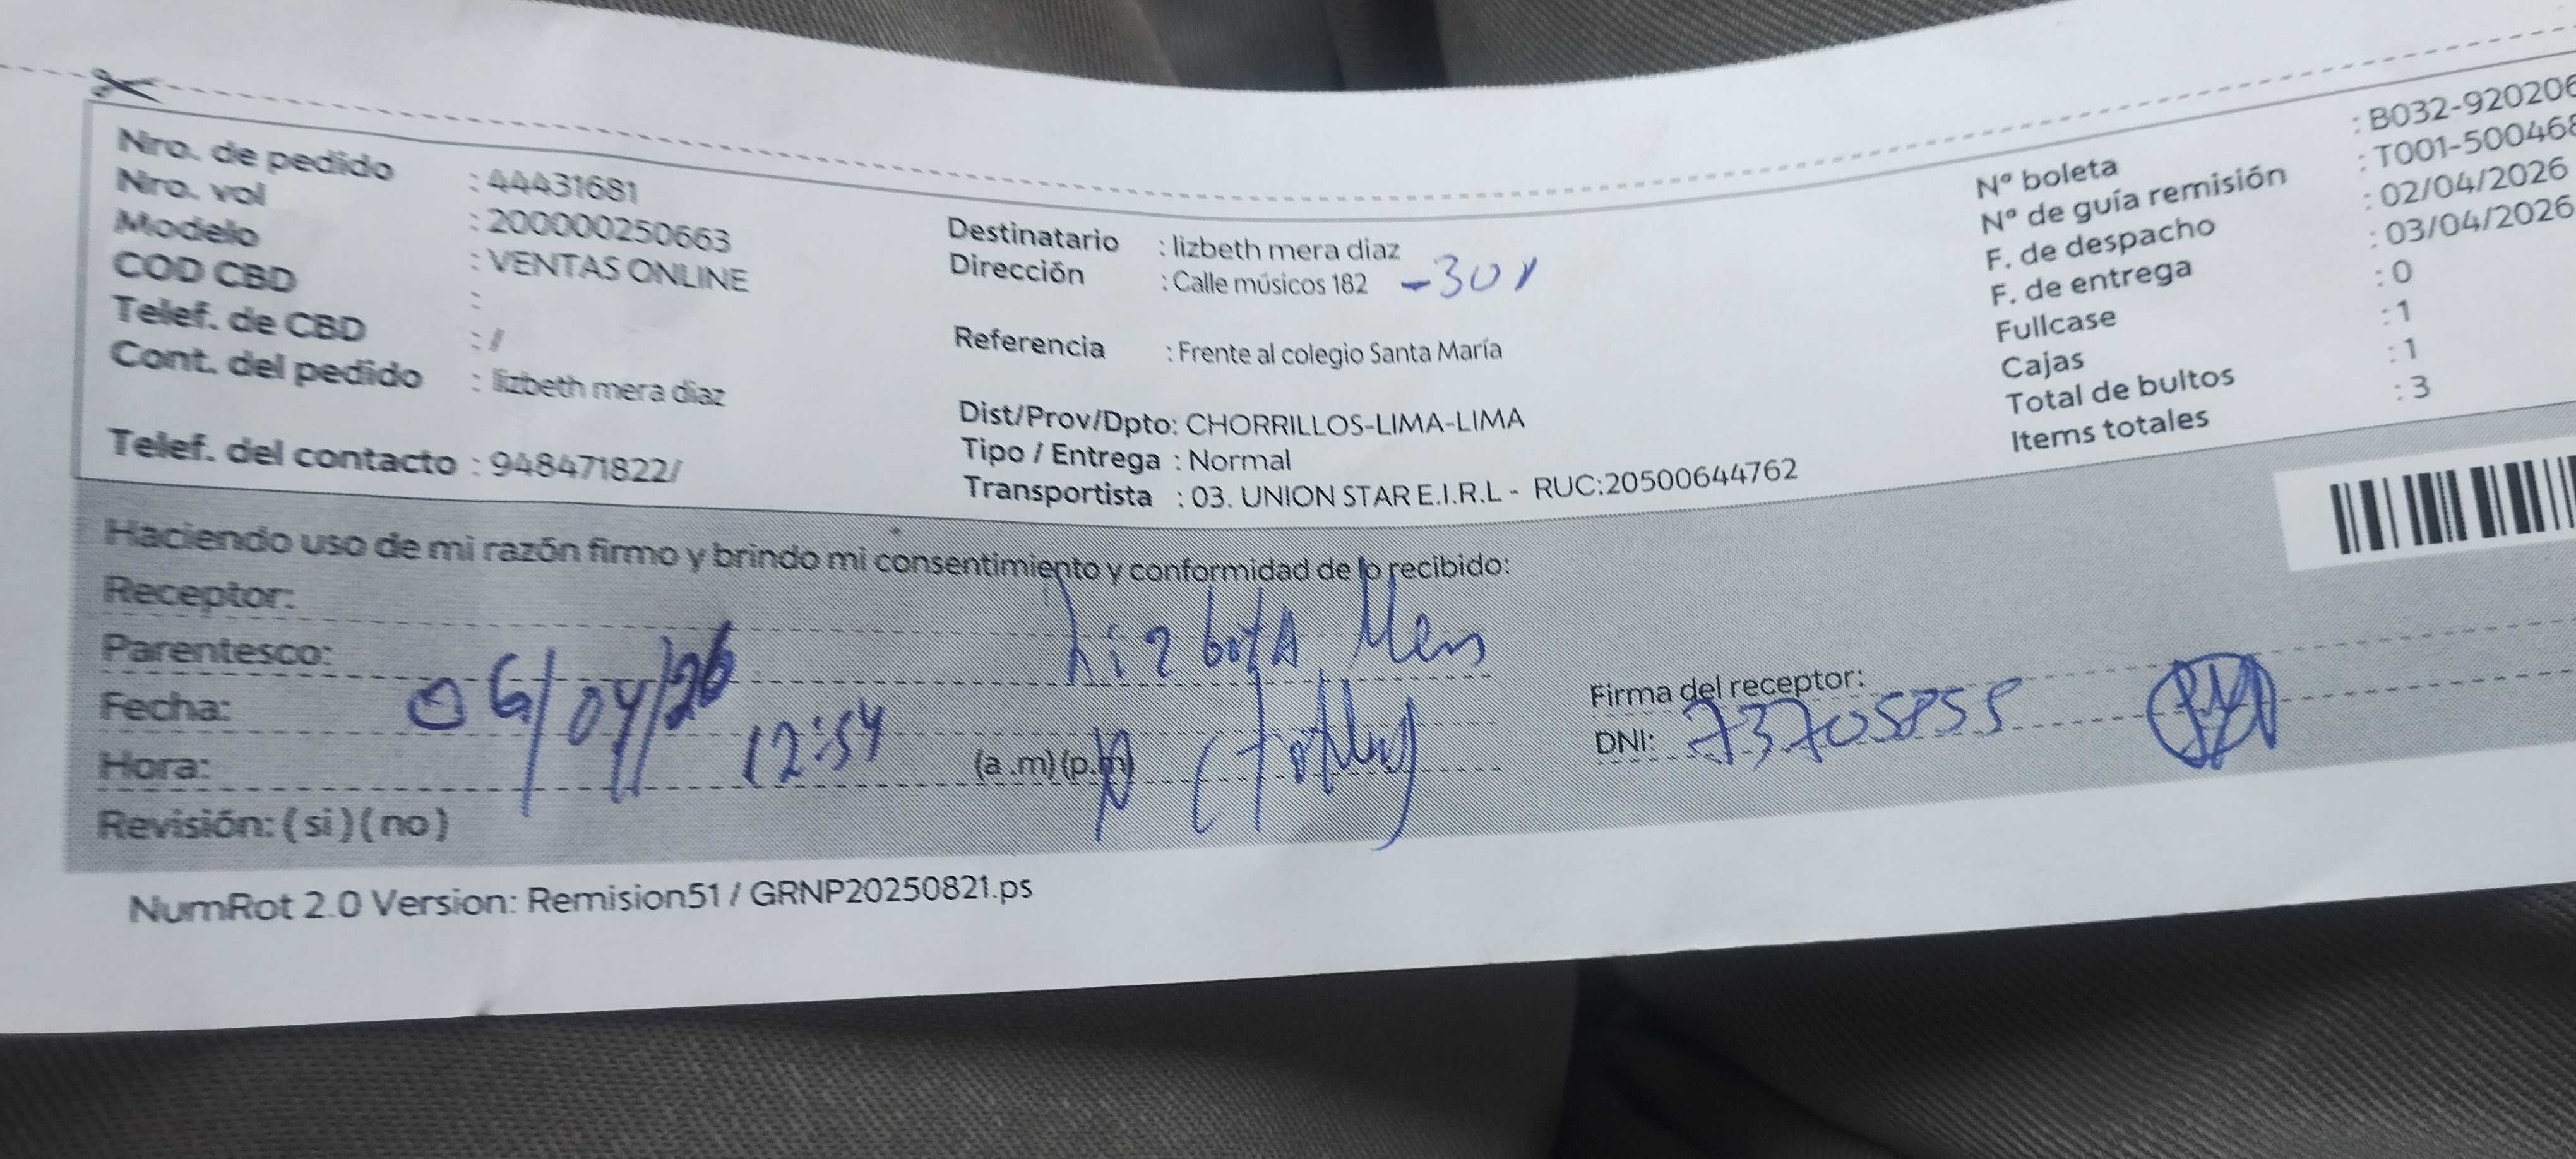 Nro. de pedido : 44431681
Nro. vol : 200000250663
Modelo : VENTAS ONLINE
COD CBD :
Telef. de CBD : /
Cont. del pedido : lizbeth mera diaz
Telef. del contacto : 948471822/
Destinatario : lizbeth mera diaz
Dirección : Calle músicos 182 -301
Referencia : Frente al colegio Santa María
Dist/Prov/Dpto: CHORRILLOS-LIMA-LIMA
Tipo / Entrega : Normal
Transportista : 03. UNION STAR E.I.R.L - RUC:20500644762
Nº boleta : B032-920206
Nº de guía remisión : T001-500468
F. de despacho : 02/04/2026
F. de entrega : 03/04/2026
Fullcase : 0
Cajas : 1
Total de bultos : 1
Items totales : 3
Haciendo uso de mi razón firmo y brindo mi consentimiento y conformidad de lo recibido:
Receptor:
Parentesco:
Fecha: 06/04/26
Hora: 12:54 (a .m) (p.m)
Revisión: ( si ) ( no )
Firma del receptor:
DNI:
NumRot 2.0 Version: Remision51 / GRNP20250821.ps